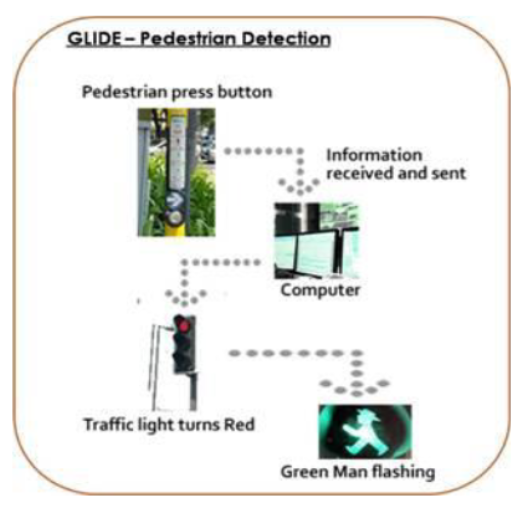 GLIDE – Pedestrian Detection
Pedestrian press button
Information
received and sent
Computer
Traffic light turns Red
Green Man flashing